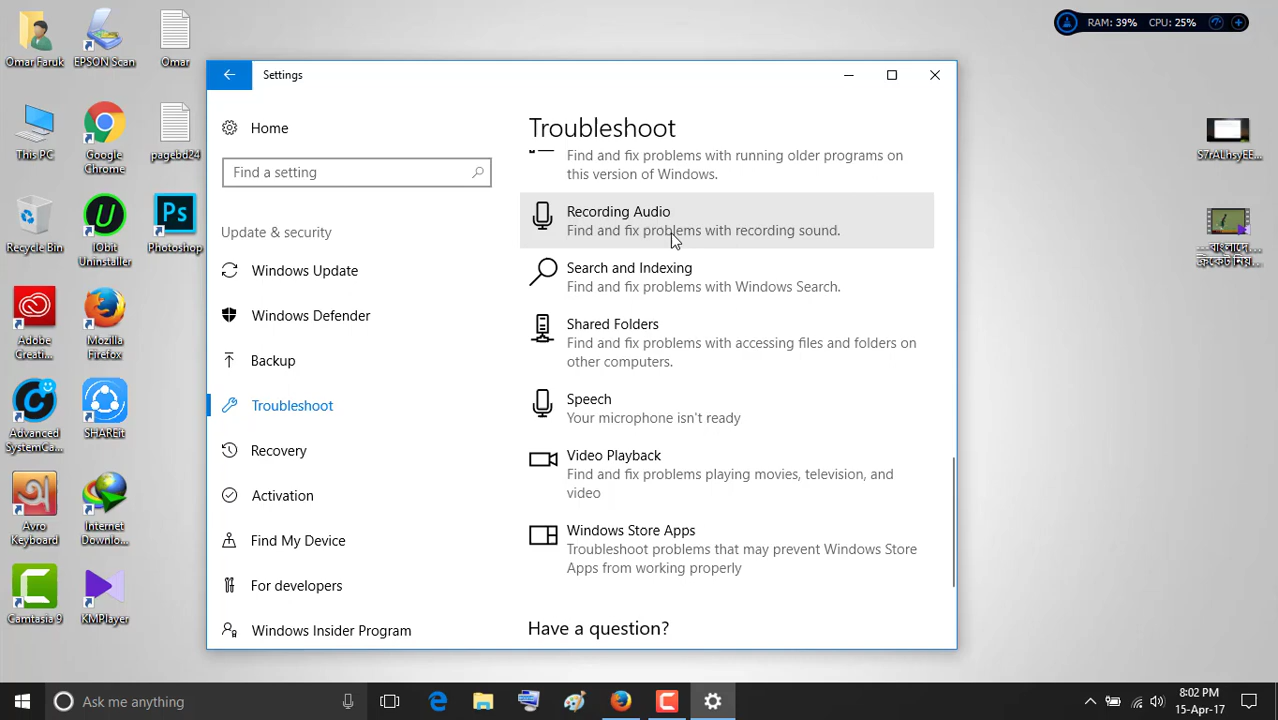 Omar Faruk
EPSON Scan
Omar
This PC
Google
Chrome
pagebd24
Recycle Bin
IObit
Uninstaller
Ps
Photoshop
Adobe
Creati...
Mozilla
Firefox
Advanced
SystemCa...
SHAREit
অ
Avro
Keyboard
Internet
Downlo...
Camtasia 9
KMPlayer
RAM: 39% CPU: 25%
S7rALHsyEE...
Settings
Home
Find a setting
Update & security
Windows Update
Windows Defender
Backup
Troubleshoot
Recovery
Activation
Find My Device
For developers
Windows Insider Program
Troubleshoot
Find and fix problems with running older programs on
this version of Windows.
Recording Audio
Find and fix problems with recording sound.
Search and Indexing
Find and fix problems with Windows Search.
Shared Folders
Find and fix problems with accessing files and folders on
other computers.
Speech
Your microphone isn't ready
Video Playback
Find and fix problems playing movies, television, and
video
Windows Store Apps
Troubleshoot problems that may prevent Windows Store
Apps from working properly
Have a question?
Ask me anything
8:02 PM
15-Apr-17